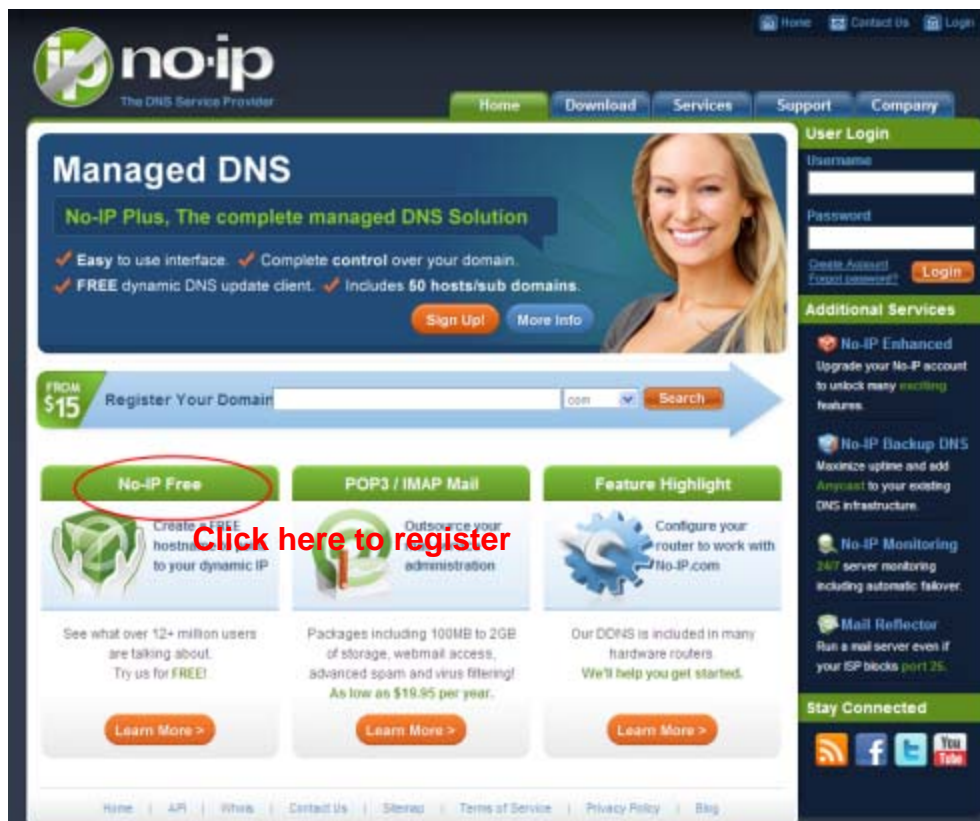 Home Contact Us Login
ip no-ip
The DNS Service Provider
Home Download Services Support Company
Managed DNS
No-IP Plus, The complete managed DNS Solution
Easy to use interface. Complete control over your domain.
FREE dynamic DNS update client. Includes 50 hosts/sub domains.
Sign Up! More Info
FROM
$15
Register Your Domain com Search
No-IP Free
Create a FREE
hostname
to your dynamic IP
See what over 12+ million users
are talking about.
Try us for FREE!
Learn More >
Click here to register
POP3 / IMAP Mail
Outsource your
administration
Packages including 100MB to 2GB
of storage, webmail access,
advanced spam and virus filtering!
As low as $19.95 per year.
Learn More >
Feature Highlight
Configure your
router to work with
No-IP.com
Our DDNS is included in many
hardware routers.
We'll help you get started.
Learn More >
User Login
Username
Password
Create Account
Forgot password?
Login
Additional Services
No-IP Enhanced
Upgrade your No-IP account
to unlock many exciting
features.
No-IP Backup DNS
Maximize uptime and add
Anycast to your existing
DNS infrastructure.
No-IP Monitoring
24/7 server monitoring
including automatic failover.
Mail Reflector
Run a mail server even if
your ISP blocks port 25.
Stay Connected
You
Tube
Home | API | Whois | Contact Us | Sitemap | Terms of Service | Privacy Policy | Blog